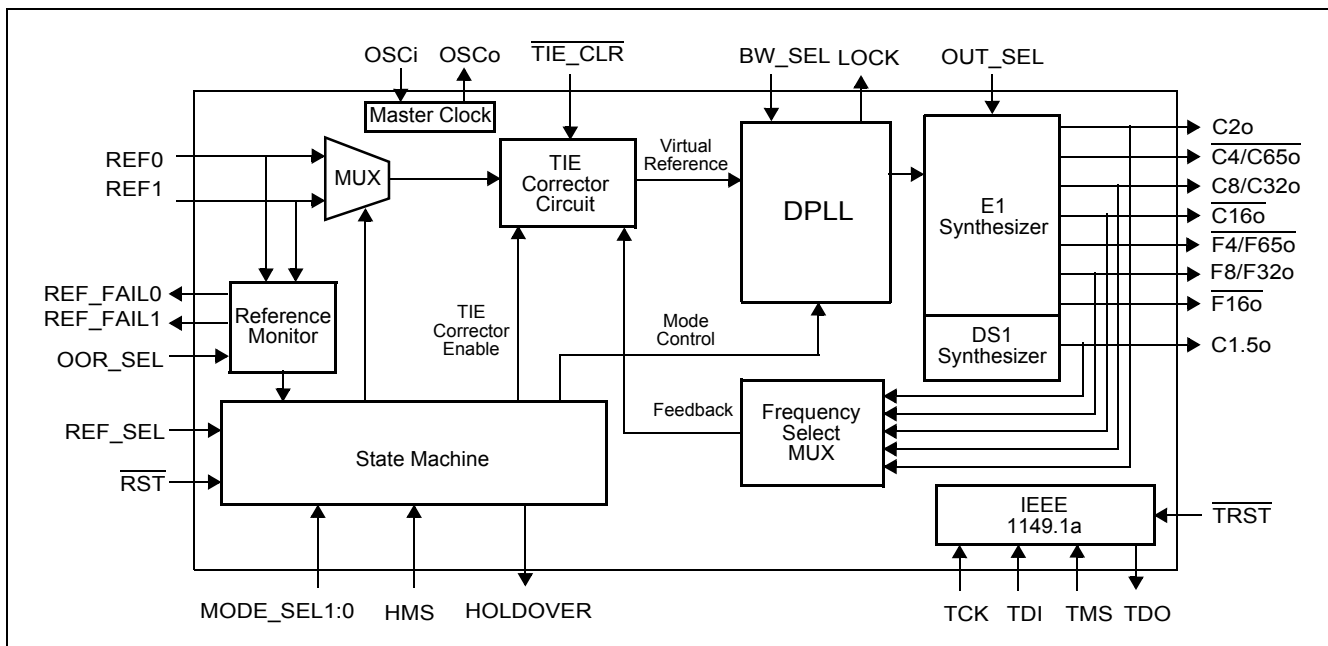 OSCi OSCo
TIE_CLR
BW_SEL LOCK
OUT_SEL
Master Clock
REF0
REF1
MUX
TIE
Corrector
Circuit
Virtual
Reference
DPLL
E1
Synthesizer
DS1
Synthesizer
C2o
C4/C65o
C8/C32o
C16o
F4/F65o
F8/F32o
F16o
C1.5o
REF_FAIL0
REF_FAIL1
OOR_SEL
Reference
Monitor
TIE
Corrector
Enable
Mode
Control
REF_SEL
RST
State Machine
Feedback
Frequency
Select
MUX
IEEE
1149.1a
TRST
MODE_SEL1:0
HMS
HOLDOVER
TCK
TDI
TMS
TDO